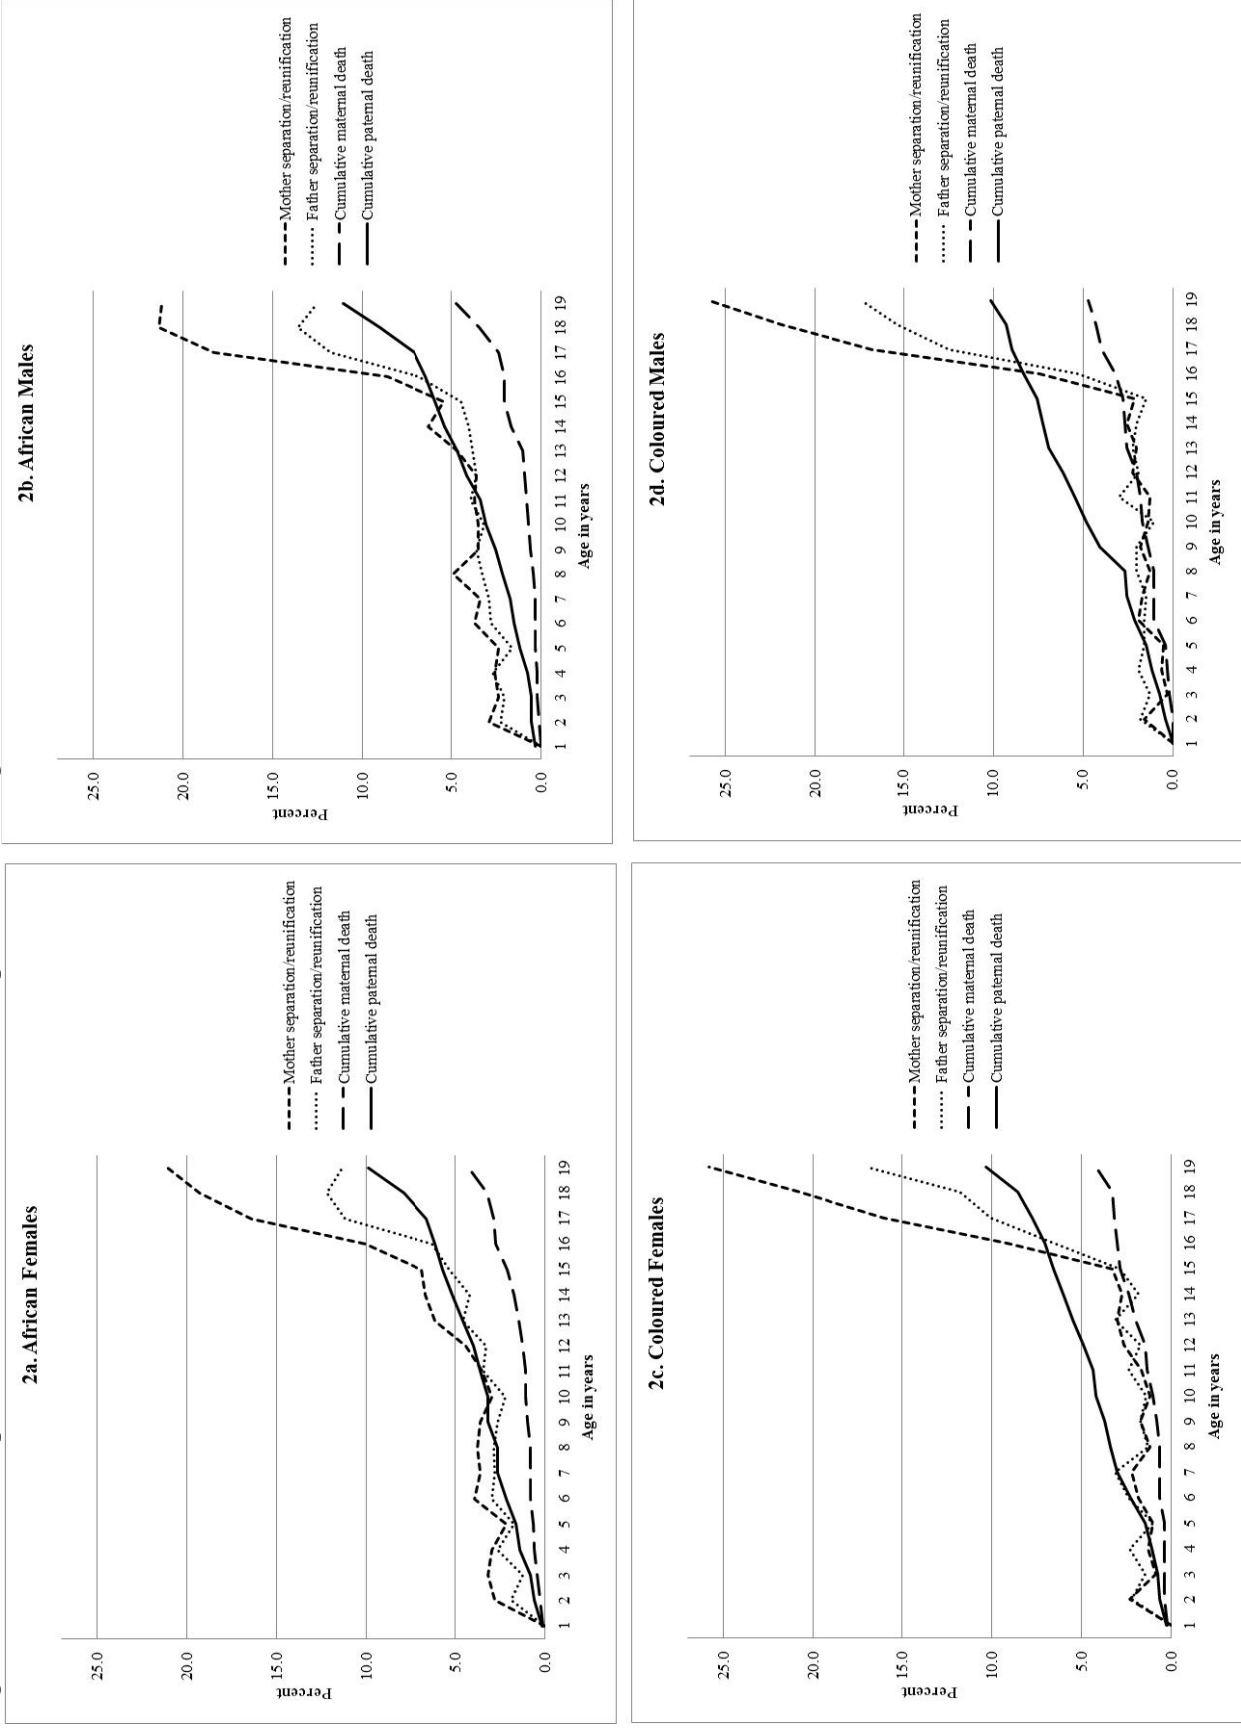 2a. African Females
Percent
25.0
20.0
15.0
10.0
5.0
0.0
1 2 3 4 5 6 7 8 9 10 11 12 13 14 15 16 17 18 19
Age in years
Mother separation/reunification
Father separation/reunification
Cumulative maternal death
Cumulative paternal death
2b. African Males
Percent
25.0
20.0
15.0
10.0
5.0
0.0
1 2 3 4 5 6 7 8 9 10 11 12 13 14 15 16 17 18 19
Age in years
Mother separation/reunification
Father separation/reunification
Cumulative maternal death
Cumulative paternal death
2c. Coloured Females
Percent
25.0
20.0
15.0
10.0
5.0
0.0
1 2 3 4 5 6 7 8 9 10 11 12 13 14 15 16 17 18 19
Age in years
Mother separation/reunification
Father separation/reunification
Cumulative maternal death
Cumulative paternal death
2d. Coloured Males
Percent
25.0
20.0
15.0
10.0
5.0
0.0
1 2 3 4 5 6 7 8 9 10 11 12 13 14 15 16 17 18 19
Age in years
Mother separation/reunification
Father separation/reunification
Cumulative maternal death
Cumulative paternal death